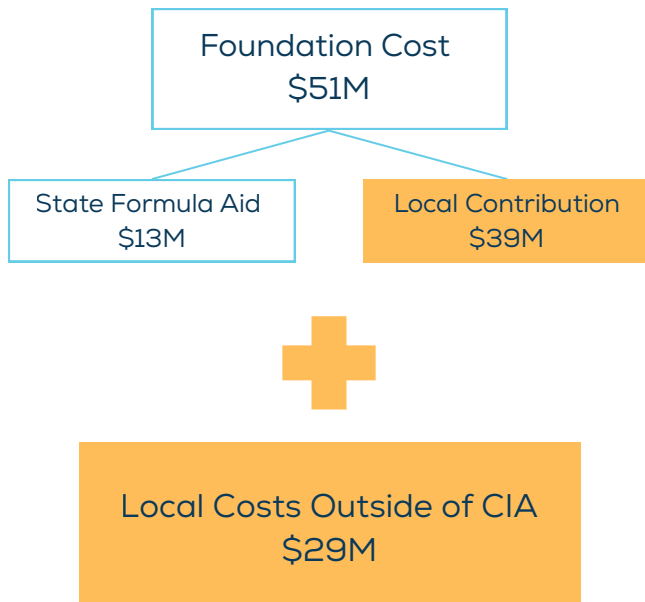 Foundation Cost
$51M
State Formula Aid
$13M
Local Contribution
$39M
Local Costs Outside of CIA
$29M